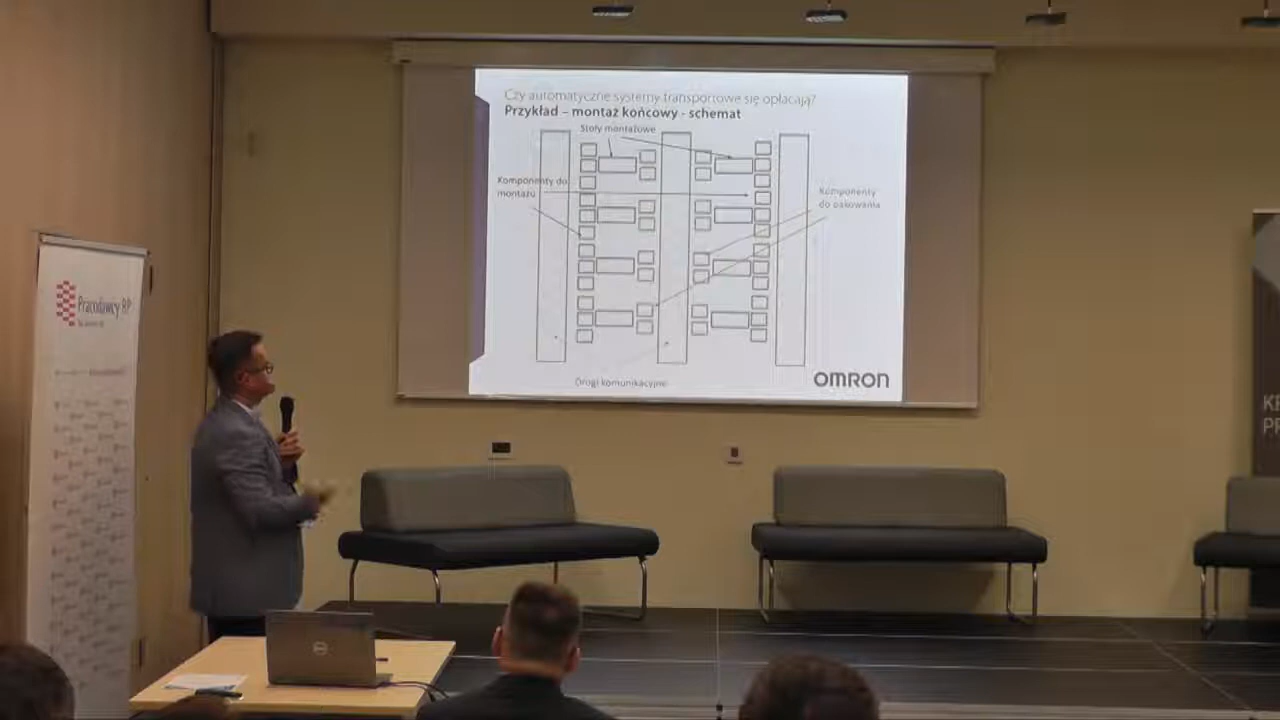 Czy automatyczne systemy transportowe się opłacają?
Przykład – montaż końcowy - schemat
Stoły montażowe
Komponenty do
montażu
Komponenty
do pakowania
Drogi komunikacyjne
OMRON
Pracodawcy RP
DELL